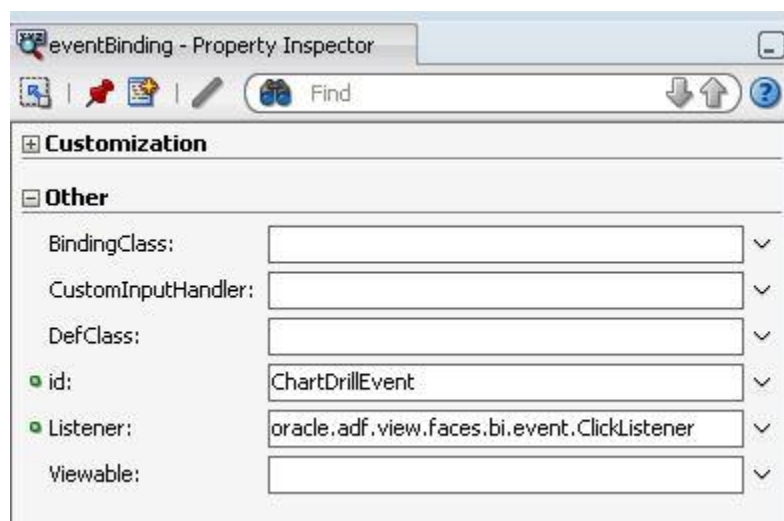 eventBinding - Property Inspector
Find
Customization
Other
BindingClass:
CustomInputHandler:
DefClass:
id: ChartDrillEvent
Listener: oracle.adf.view.faces.bi.event.ClickListener
Viewable: